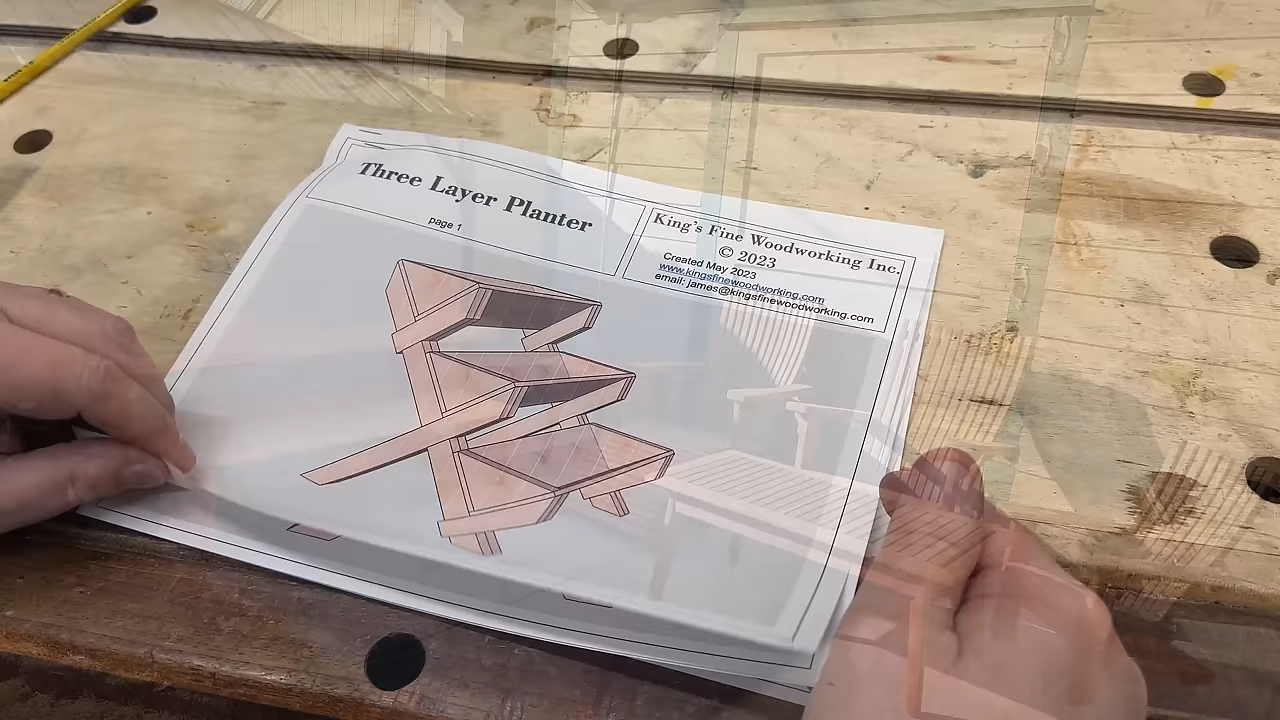 Three Layer Planter
page 1
King's Fine Woodworking Inc.
© 2023
Created May 2023
www.kingsfinewoodworking.com
email: james@kingsfinewoodworking.com